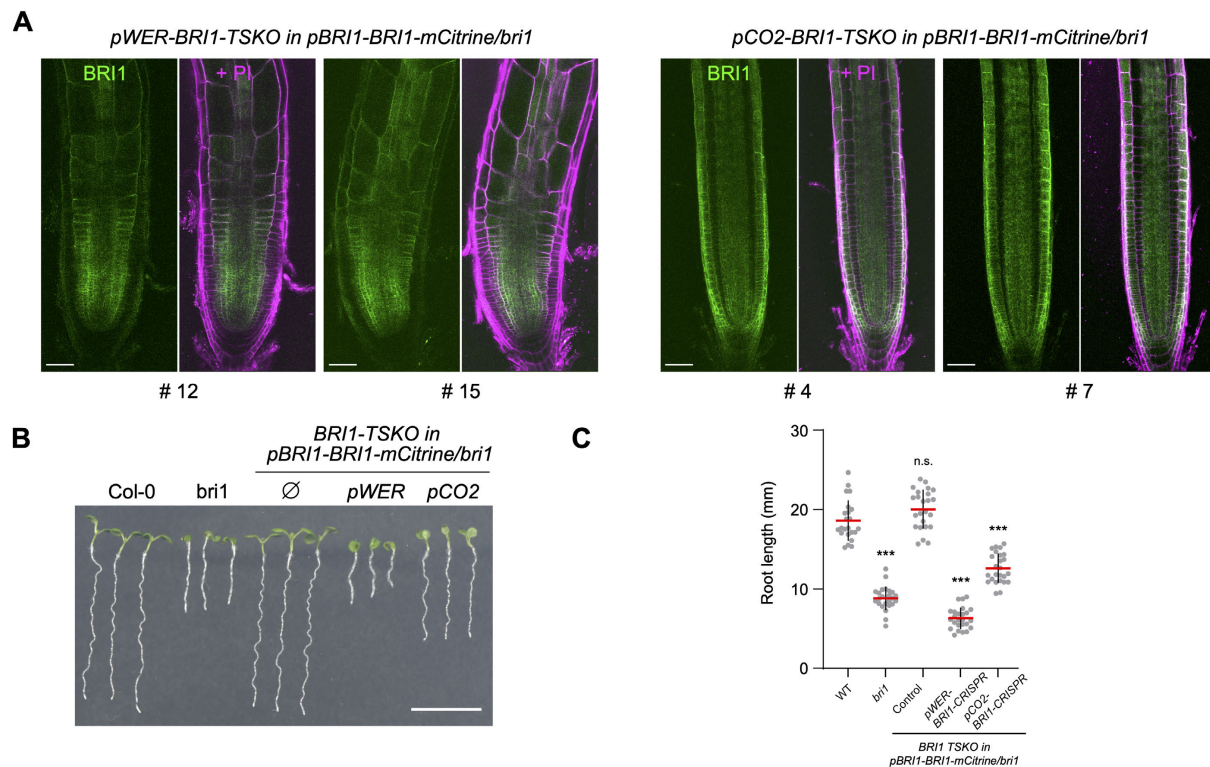 A
pWER-BRI1-TSKO in pBRI1-BRI1-mCitrine/bri1
pCO2-BRI1-TSKO in pBRI1-BRI1-mCitrine/bri1
BRI1
+ PI
BRI1
+ PI
# 12
# 15
# 4
# 7
B
BRI1-TSKO in
pBRI1-BRI1-mCitrine/bri1
Col-0
bri1
∅
pWER
pCO2
C
Root length (mm)
30
20
10
0
***
n.s.
***
***
WT
bri1
Control
pWER-
BRI1-CRISPR
pCO2-
BRI1-CRISPR
BRI1 TSKO in
pBRI1-BRI1-mCitrine/bri1